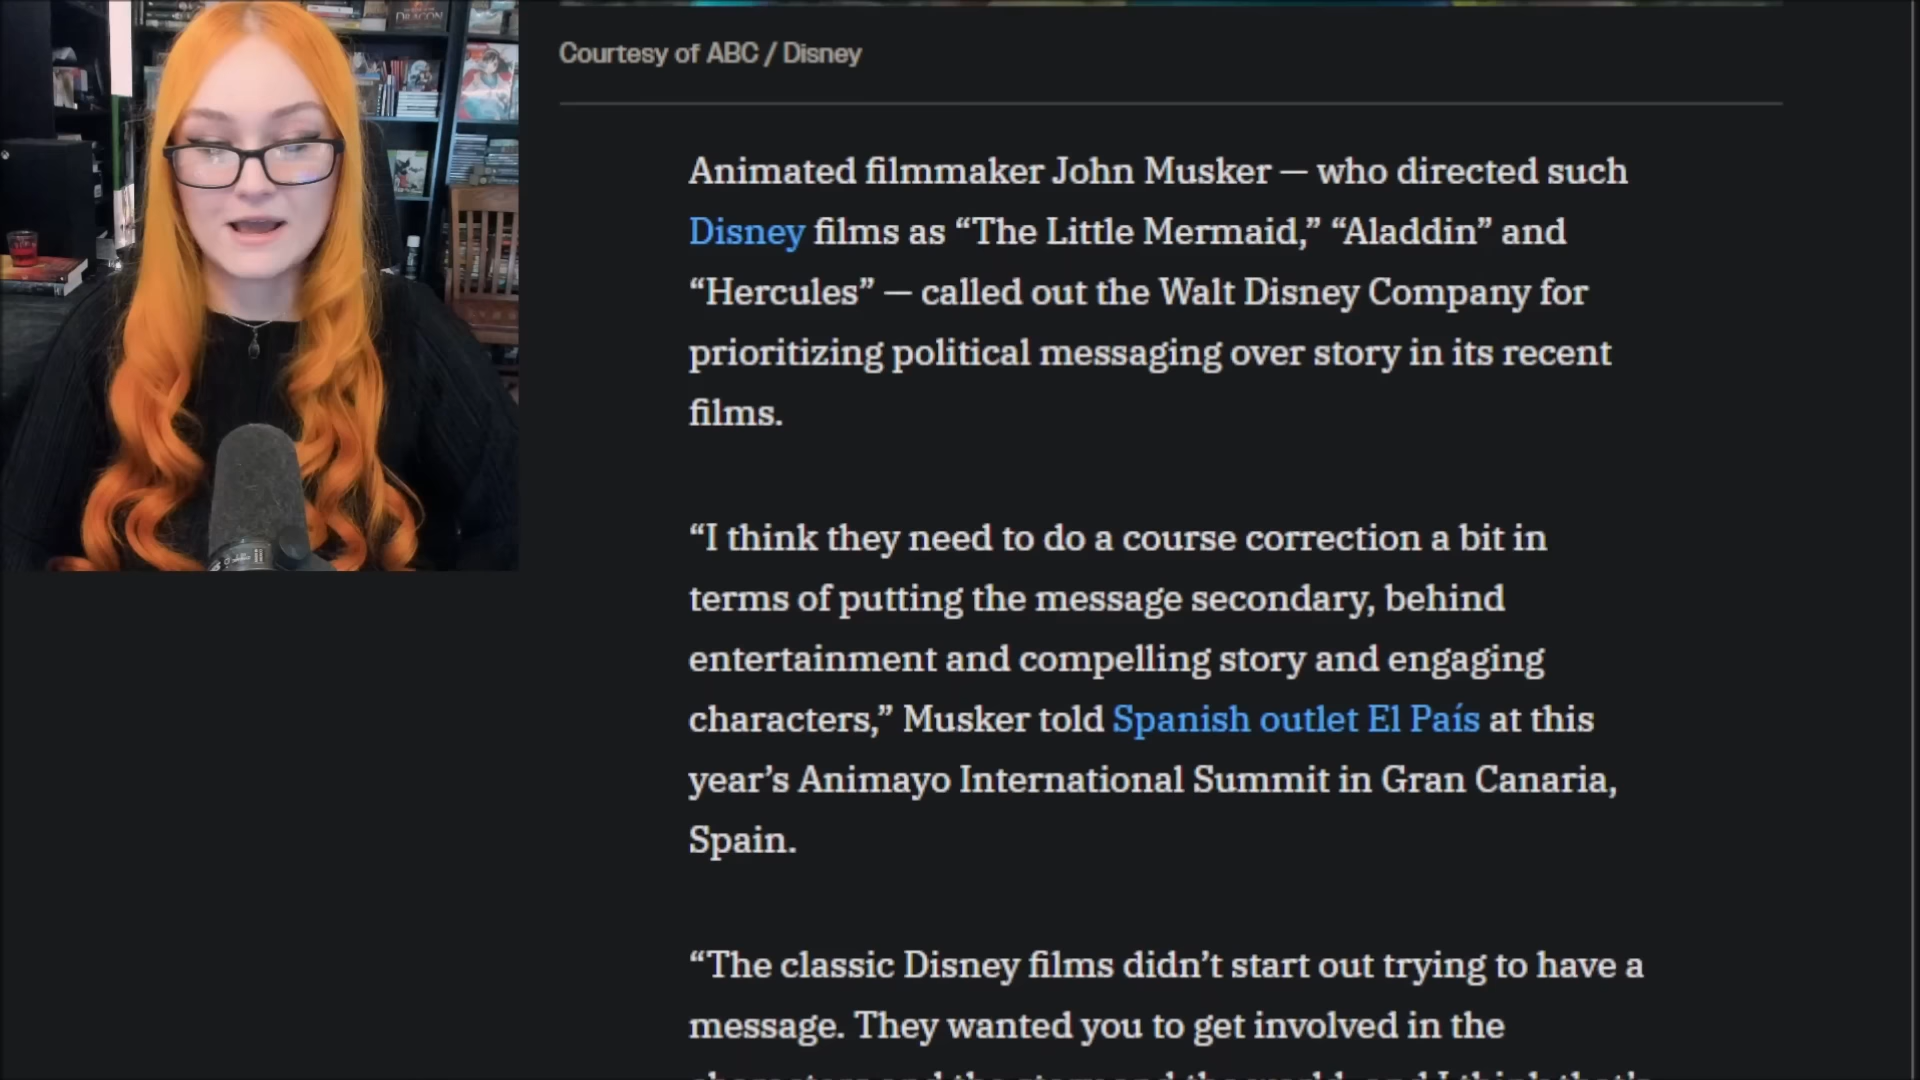 DRAGON
Courtesy of ABC / Disney
Animated filmmaker John Musker — who directed such
Disney films as “The Little Mermaid,” “Aladdin” and
“Hercules” — called out the Walt Disney Company for
prioritizing political messaging over story in its recent
films.
“I think they need to do a course correction a bit in
terms of putting the message secondary, behind
entertainment and compelling story and engaging
characters,” Musker told Spanish outlet El País at this
year’s Animayo International Summit in Gran Canaria,
Spain.
“The classic Disney films didn’t start out trying to have a
message. They wanted you to get involved in the